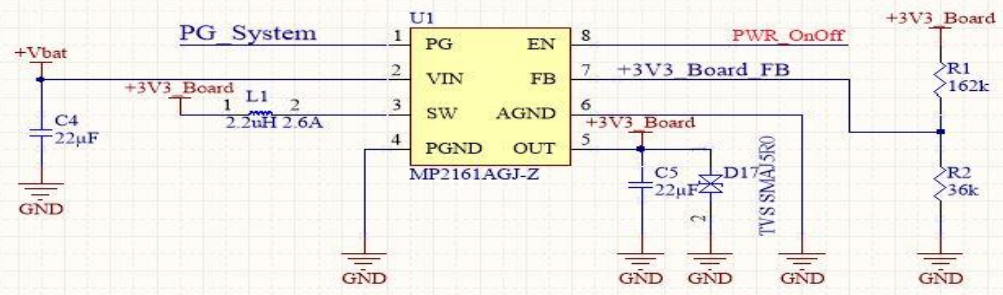 U1
PG_System
1
PG
EN
8
PWR_OnOff
+3V3_Board
+Vbat
2
VIN
FB
7
+3V3_Board_FB
R1
162k
+3V3_Board
1
L1
2
2.2uH 2.6A
3
SW
AGND
6
C4
22µF
+3V3_Board
4
PGND
OUT
5
MP2161AGJ-Z
C5
22µF
D17
2
TVS SMAJ5R0
R2
36k
GND
GND
GND
GND
GND
GND